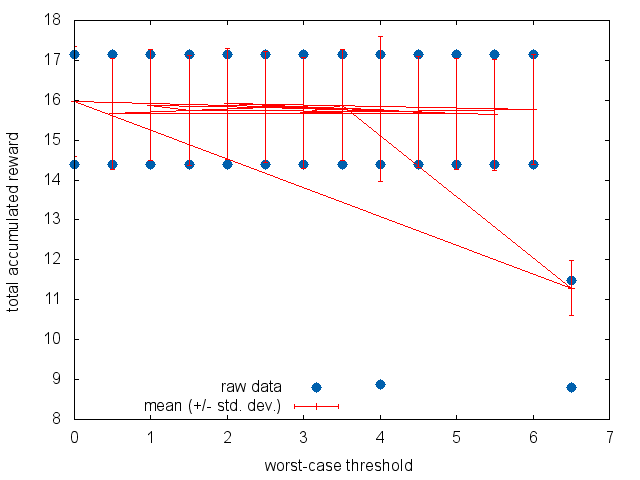 total accumulated reward
18
17
16
15
14
13
12
11
10
9
8
raw data
mean (+/- std. dev.)
0 1 2 3 4 5 6 7
worst-case threshold